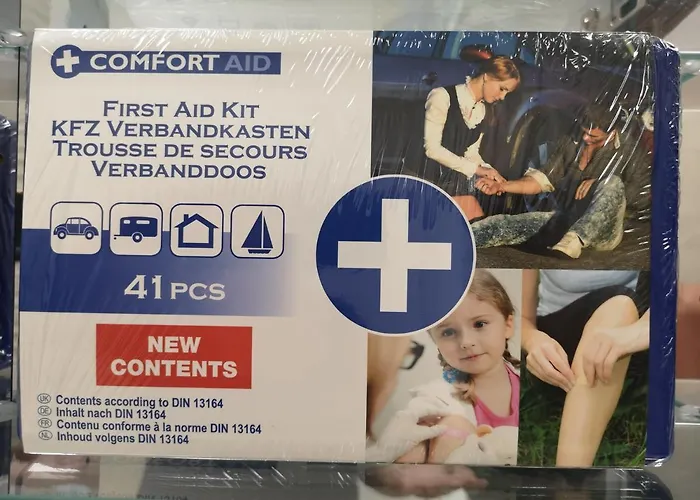 COMFORT AID
FIRST AID KIT
KFZ VERBANDKASTEN
TROUSSE DE SECOURS
VERBANDDOOS
41 PCS
NEW
CONTENTS
UK Contents according to DIN 13164
DE Inhalt nach DIN 13164
FR Contenu conforme à la norme DIN 13164
NL Inhoud volgens DIN 13164